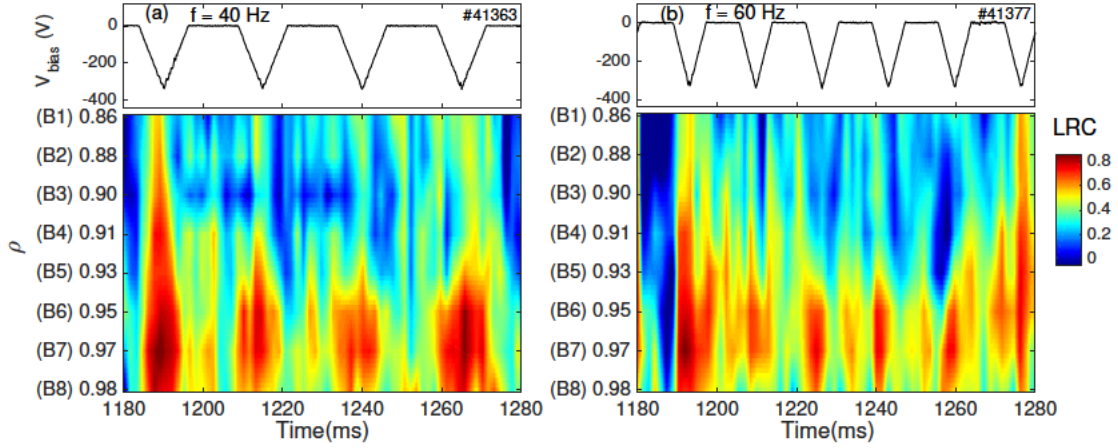 (a) f = 40 Hz #41363
(b) f = 60 Hz #41377
V_bias (V)
0
-200
-400
0
-200
-400
(B1) 0.86
(B2) 0.88
(B3) 0.90
(B4) 0.91
(B5) 0.93
(B6) 0.95
(B7) 0.97
(B8) 0.98
ρ
1180 1200 1220 1240 1260 1280
Time(ms)
(B1) 0.86
(B2) 0.88
(B3) 0.90
(B4) 0.91
(B5) 0.93
(B6) 0.95
(B7) 0.97
(B8) 0.98
1180 1200 1220 1240 1260 1280
Time(ms)
LRC
0.8
0.6
0.4
0.2
0